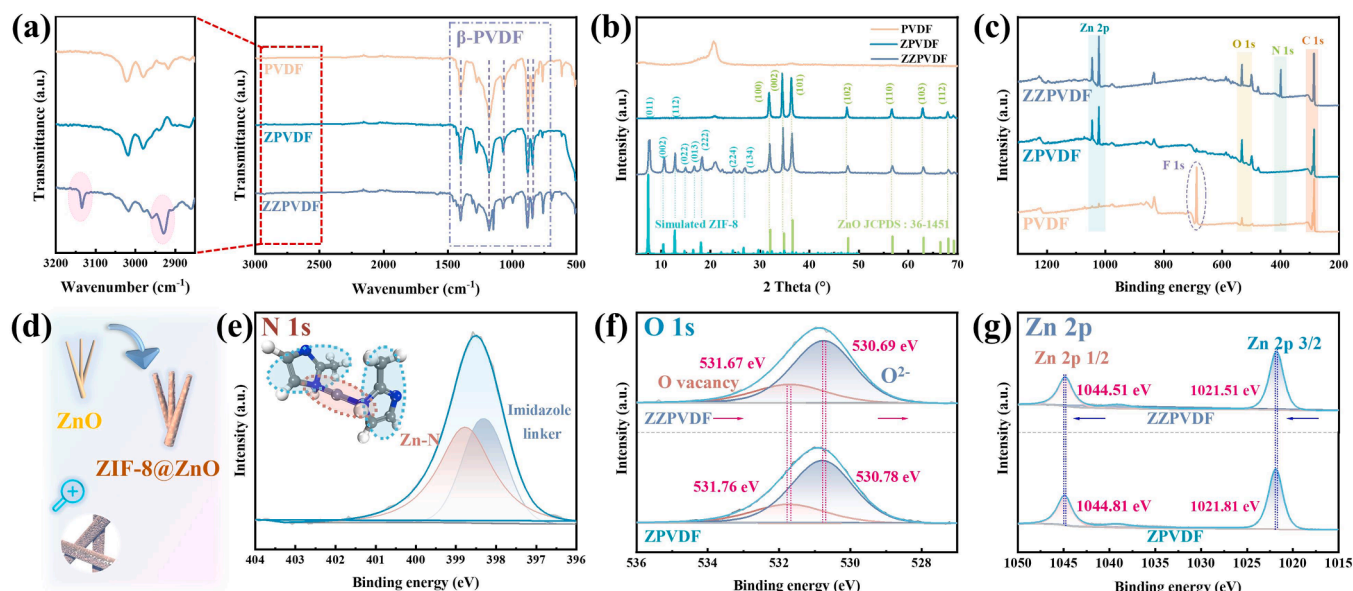 (a)
Transmittance (a.u.)
3200 3100 3000 2900
Wavenumber (cm-1)
Transmittance (a.u.)
β-PVDF
PVDF
ZPVDF
ZZPVDF
3000 2500 2000 1500 1000 500
Wavenumber (cm-1)
(b)
Intensity (a.u.)
PVDF
ZPVDF
ZZPVDF
(011)
(112)
(100)
(002)
(101)
(102)
(110)
(103)
(112)
(002)
(022)
(013)
(222)
(224)
(134)
Simulated ZIF-8
ZnO JCPDS : 36-1451
10 20 30 40 50 60 70
2 Theta (°)
(c)
Intensity (a.u.)
Zn 2p
O 1s
N 1s
C 1s
ZZPVDF
ZPVDF
F 1s
PVDF
1200 1000 800 600 400 200
Binding energy (eV)
(d)
ZnO
ZIF-8@ZnO
(e)
N 1s
Intensity (a.u.)
Zn-N
Imidazole
linker
404 403 402 401 400 399 398 397 396
Binding energy (eV)
(f)
O 1s
Intensity (a.u.)
531.67 eV
530.69 eV
O vacancy
O2-
ZZPVDF
531.76 eV
530.78 eV
ZPVDF
536 534 532 530 528
Binding energy (eV)
(g)
Zn 2p
Intensity (a.u.)
Zn 2p 1/2
Zn 2p 3/2
1044.51 eV
1021.51 eV
ZZPVDF
1044.81 eV
1021.81 eV
ZPVDF
1050 1045 1040 1035 1030 1025 1020 1015
Binding energy (eV)